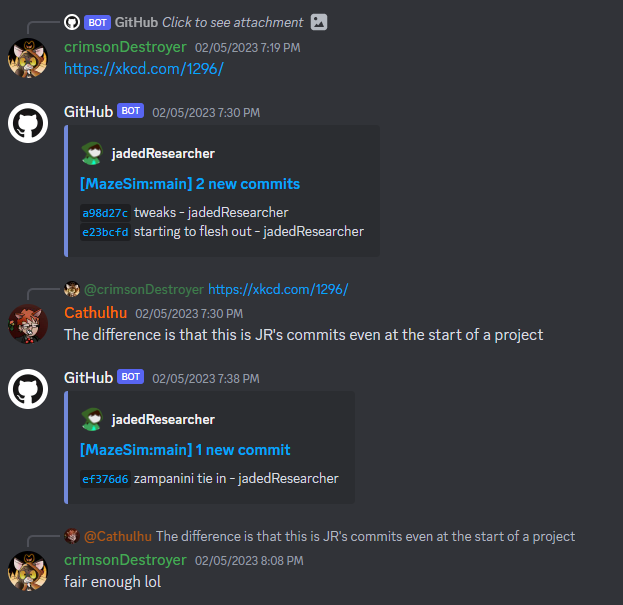 BOT GitHub Click to see attachment
crimsonDestroyer 02/05/2023 7:19 PM
https://xkcd.com/1296/
GitHub BOT 02/05/2023 7:30 PM
jadedResearcher
[MazeSim:main] 2 new commits
a98d27c tweaks - jadedResearcher
e23bcfd starting to flesh out - jadedResearcher
@crimsonDestroyer https://xkcd.com/1296/
Cathulhu 02/05/2023 7:30 PM
The difference is that this is JR's commits even at the start of a project
GitHub BOT 02/05/2023 7:38 PM
jadedResearcher
[MazeSim:main] 1 new commit
ef376d6 zampanini tie in - jadedResearcher
@Cathulhu The difference is that this is JR's commits even at the start of a project
crimsonDestroyer 02/05/2023 8:08 PM
fair enough lol